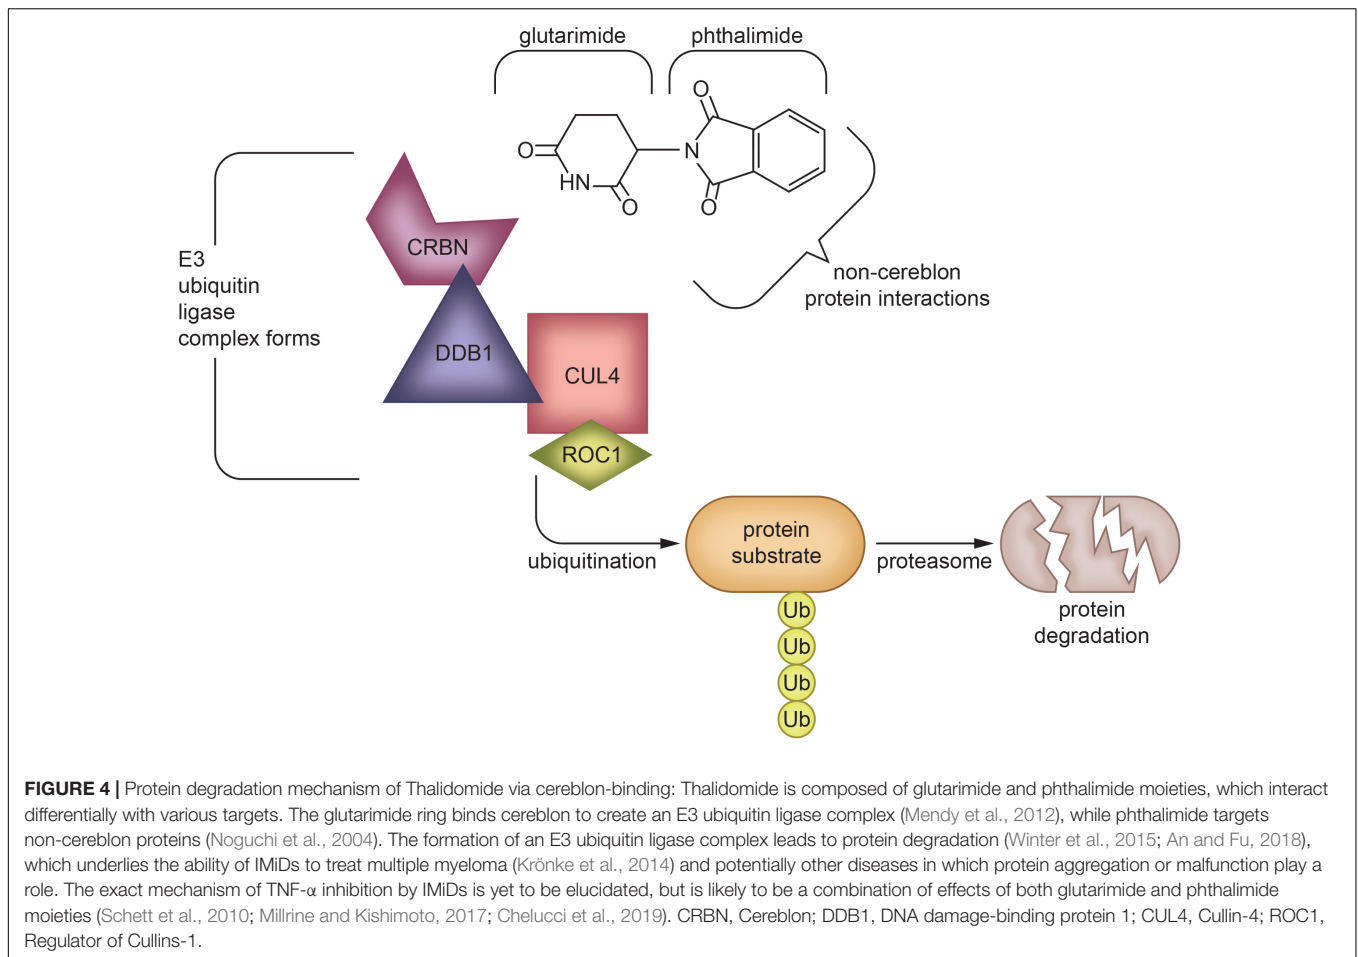 glutarimide
phthalimide
O
O
N
HN
O
O
E3
ubiquitin
ligase
complex forms
CRBN
DDB1
CUL4
ROC1
non-cereblon
protein interactions
ubiquitination
protein
substrate
proteasome
protein
degradation
Ub
Ub
Ub
Ub
FIGURE 4 | Protein degradation mechanism of Thalidomide via cereblon-binding: Thalidomide is composed of glutarimide and phthalimide moieties, which interact
differentially with various targets. The glutarimide ring binds cereblon to create an E3 ubiquitin ligase complex (Mendy et al., 2012), while phthalimide targets
non-cereblon proteins (Noguchi et al., 2004). The formation of an E3 ubiquitin ligase complex leads to protein degradation (Winter et al., 2015; An and Fu, 2018),
which underlies the ability of IMiDs to treat multiple myeloma (Krönke et al., 2014) and potentially other diseases in which protein aggregation or malfunction play a
role. The exact mechanism of TNF-α inhibition by IMiDs is yet to be elucidated, but is likely to be a combination of effects of both glutarimide and phthalimide
moieties (Schett et al., 2010; Millrine and Kishimoto, 2017; Chelucci et al., 2019). CRBN, Cereblon; DDB1, DNA damage-binding protein 1; CUL4, Cullin-4; ROC1,
Regulator of Cullins-1.